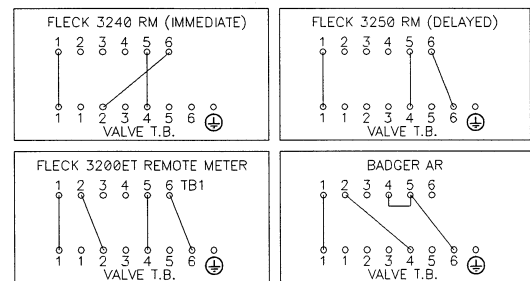 FLECK 3240 RM (IMMEDIATE)
1 2 3 4 5 6
1 1 2 3 4 5 6
VALVE T.B.
FLECK 3250 RM (DELAYED)
1 2 3 4 5 6
1 1 2 3 4 5 6
VALVE T.B.
FLECK 3200ET REMOTE METER
1 2 3 4 5 6 TB1
1 1 2 3 4 5 6
VALVE T.B.
BADGER AR
1 2 3 4 5 6
1 1 2 3 4 5 6
VALVE T.B.